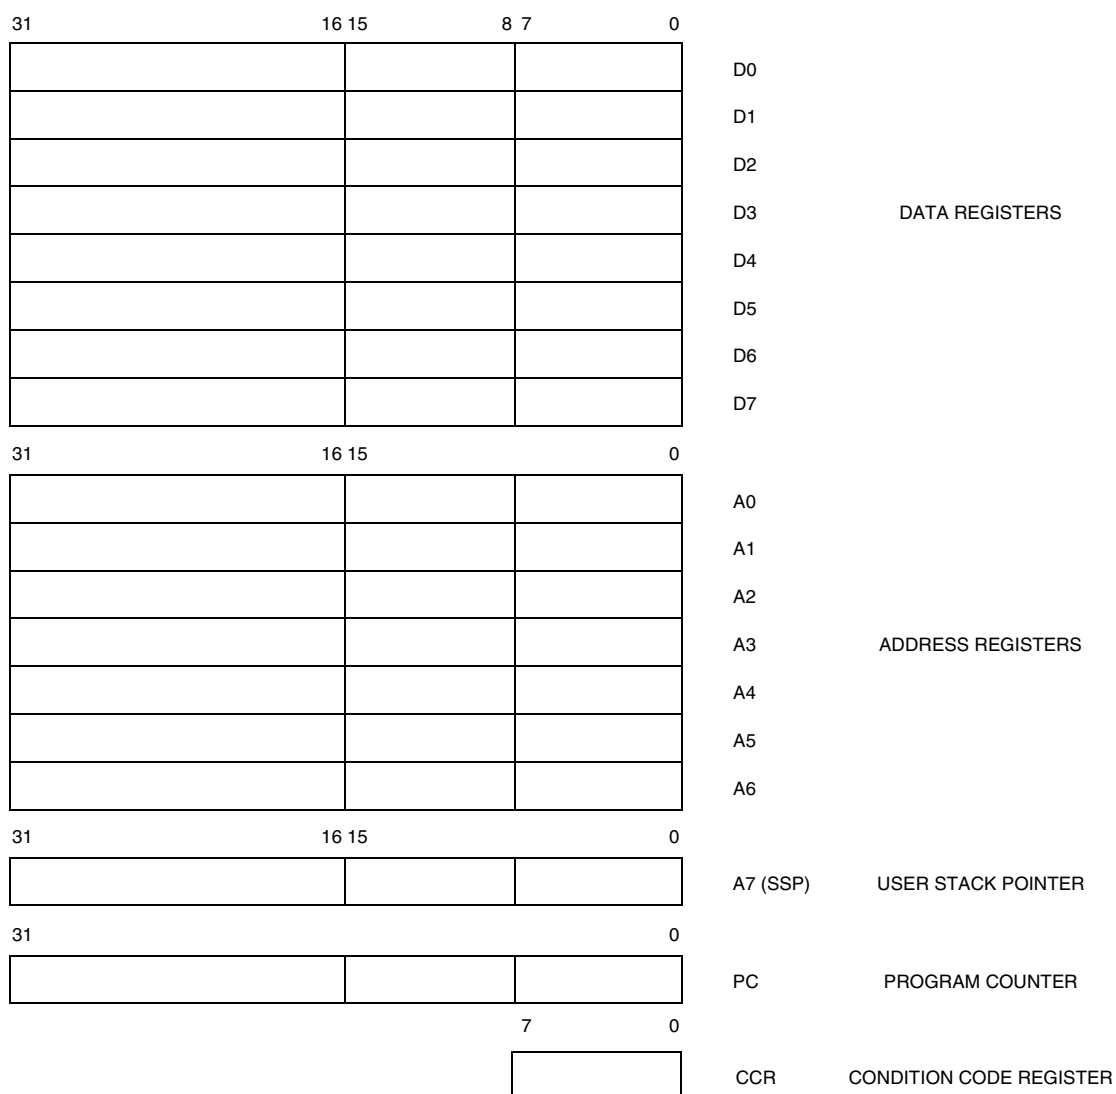 31 16 15 8 7 0
D0
D1
D2
D3 DATA REGISTERS
D4
D5
D6
D7
31 16 15 0
A0
A1
A2
A3 ADDRESS REGISTERS
A4
A5
A6
31 16 15 0
A7 (SSP) USER STACK POINTER
31 0
PC PROGRAM COUNTER
7 0
CCR CONDITION CODE REGISTER